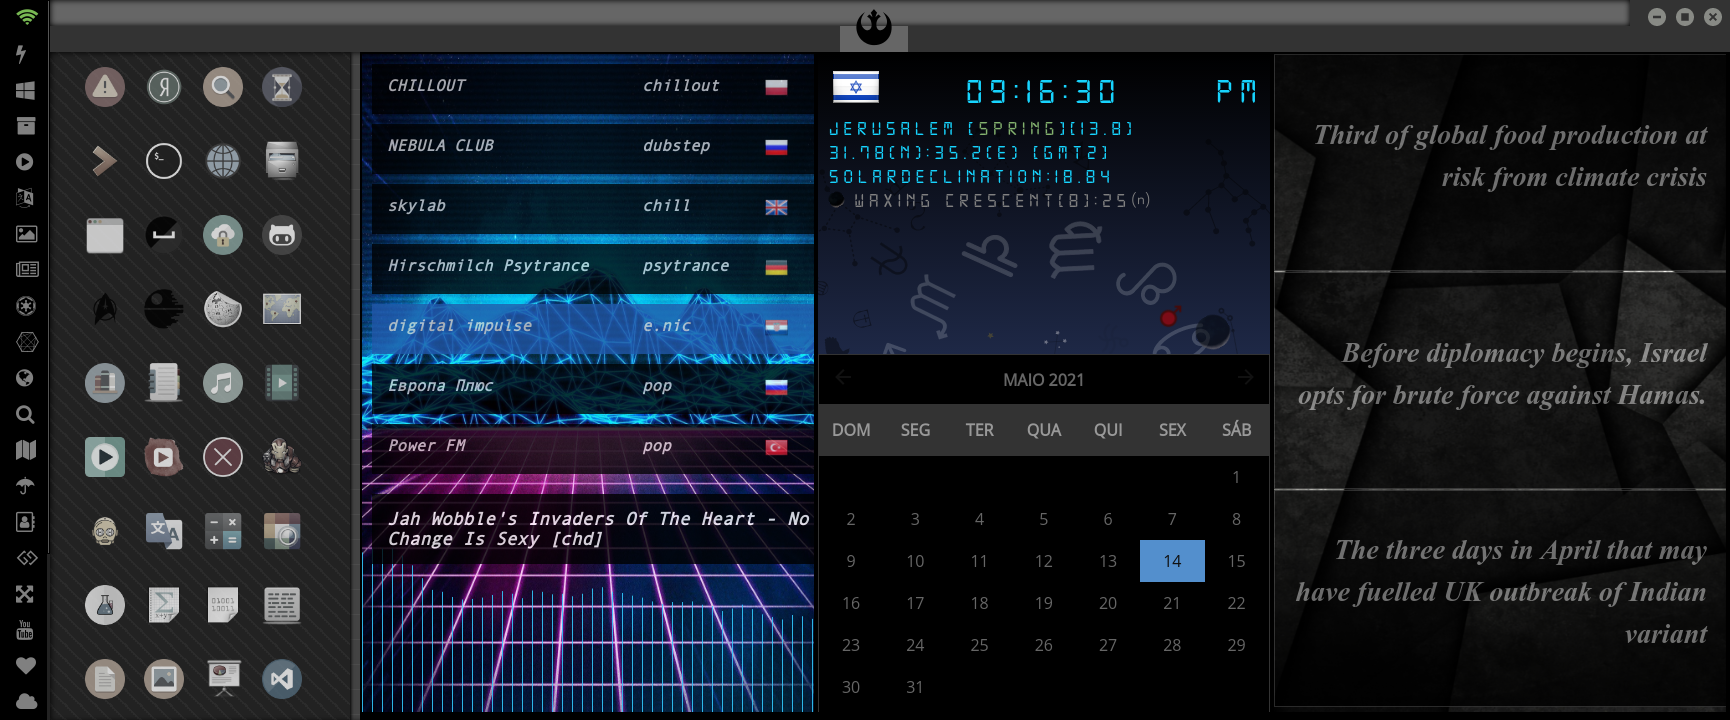 CHILLOUT chillout
NEBULA CLUB dubstep
skylab chill
Hirschmilch Psytrance psytrance
digital impulse e.nic
Европа Плюс pop
Power FM pop
Jah Wobble's Invaders Of The Heart - No
Change Is Sexy [chd]
09:16:30 PM
JERUSALEM [SPRING][13.8]
31.78(N):35.2(E) [GMT2]
SOLARDECLINATION:18.84
WAXING CRESCENT[8]:25(n)
MAIO 2021
DOM SEG TER QUA QUI SEX SÁB
1
2 3 4 5 6 7 8
9 10 11 12 13 14 15
16 17 18 19 20 21 22
23 24 25 26 27 28 29
30 31
Third of global food production at
risk from climate crisis
Before diplomacy begins, Israel
opts for brute force against Hamas.
The three days in April that may
have fuelled UK outbreak of Indian
variant